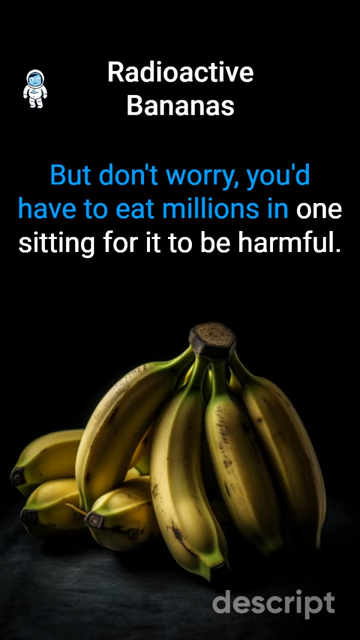 Radioactive
Bananas
But don't worry, you'd
have to eat millions in one
sitting for it to be harmful.
descript